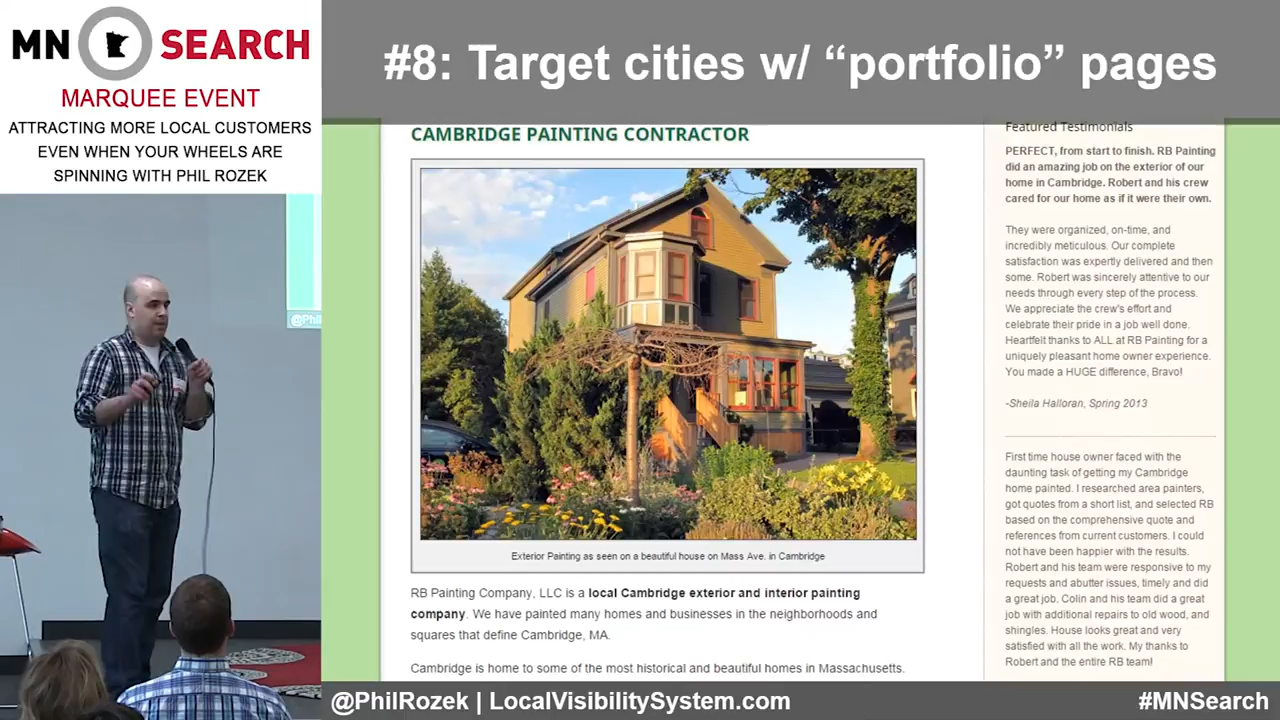 MN SEARCH
MARQUEE EVENT
ATTRACTING MORE LOCAL CUSTOMERS
EVEN WHEN YOUR WHEELS ARE
SPINNING WITH PHIL ROZEK
@Phil
#8: Target cities w/ “portfolio” pages
CAMBRIDGE PAINTING CONTRACTOR
Exterior Painting as seen on a beautiful house on Mass Ave. in Cambridge
RB Painting Company, LLC is a local Cambridge exterior and interior painting
company. We have painted many homes and businesses in the neighborhoods and
squares that define Cambridge, MA.
Cambridge is home to some of the most historical and beautiful homes in Massachusetts.
Featured Testimonials
PERFECT, from start to finish. RB Painting
did an amazing job on the exterior of our
home in Cambridge. Robert and his crew
cared for our home as if it were their own.
They were organized, on-time, and
incredibly meticulous. Our complete
satisfaction was expertly delivered and then
some. Robert was sincerely attentive to our
needs through every step of the process.
We appreciate the crew's effort and
celebrate their pride in a job well done.
Heartfelt thanks to ALL at RB Painting for a
uniquely pleasant home owner experience.
You made a HUGE difference, Bravo!
-Sheila Halloran, Spring 2013
First time house owner faced with the
daunting task of getting my Cambridge
home painted. I researched area painters,
got quotes from a short list, and selected RB
based on the comprehensive quote and
references from current customers. I could
not have been happier with the results.
Robert and his team were responsive to my
requests and abutter issues, timely and did
a great job. Colin and his team did a great
job with additional repairs to old wood, and
shingles. House looks great and very
satisfied with all the work. My thanks to
Robert and the entire RB team!
@PhilRozek | LocalVisibilitySystem.com
#MNSearch